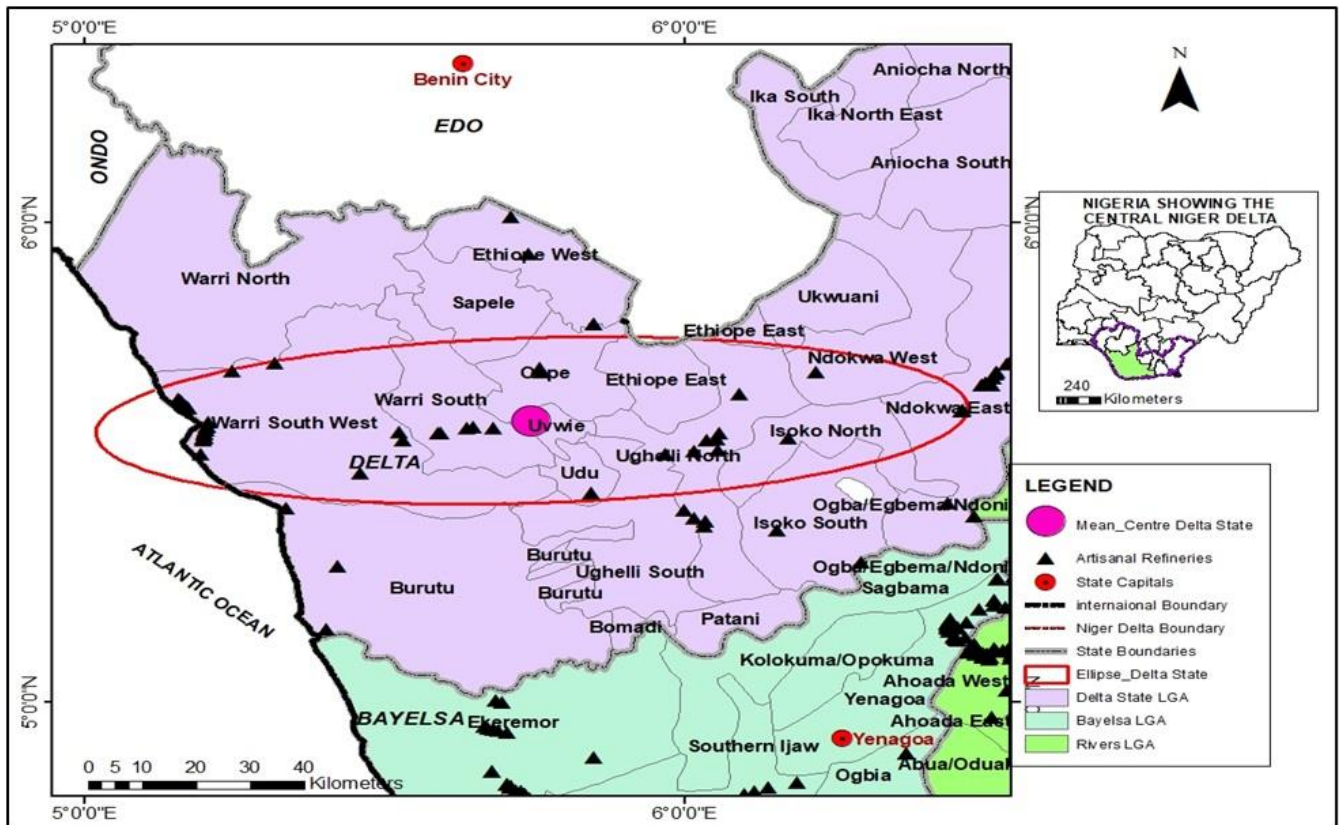 5°0'0"E
6°0'0"E
N
Benin City
EDO
ONDO
Aniocha North
Ika South
Ika North East
Aniocha South
6°0'0"N
6°0'0"N
NIGERIA SHOWING THE
CENTRAL NIGER DELTA
240
Kilometers
Ethiope West
Warri North
Sapele
Ukwuani
Ethiope East
Ndokwa West
Okpe
Ethiope East
Warri South
Ndokwa East
Warri South West
Uvwie
Isoko North
DELTA
Ughelli North
Udu
Ogba/Egbema/Ndoni
Isoko South
Burutu
Ogba/Egbema/Ndoni
Ughelli South
Sagbama
Burutu
Burutu
ATLANTIC OCEAN
Patani
Bomadi
Kolokuma/Opokuma
Ahoada West
Yenagoa
5°0'0"N
BAYELSA
Ekeremor
Ahoada East
Southern Ijaw
Yenagoa
Abua/Odual
Ogbia
0 5 10 20 30 40
Kilometers
5°0'0"E
6°0'0"E
LEGEND
Mean_Centre Delta State
Artisanal Refineries
State Capitals
internaional Boundary
Niger Delta Boundary
State Boundaries
Ellipse_Delta State
Delta State LGA
Bayelsa LGA
Rivers LGA